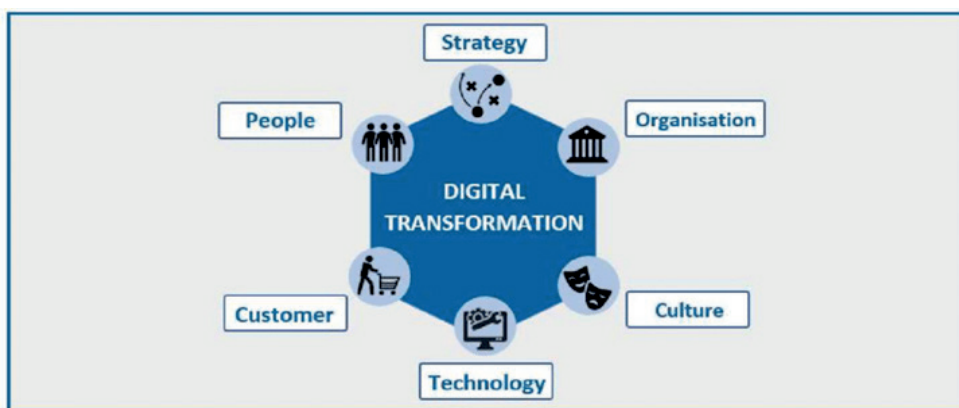 Strategy
People
Organisation
DIGITAL
TRANSFORMATION
Customer
Culture
Technology